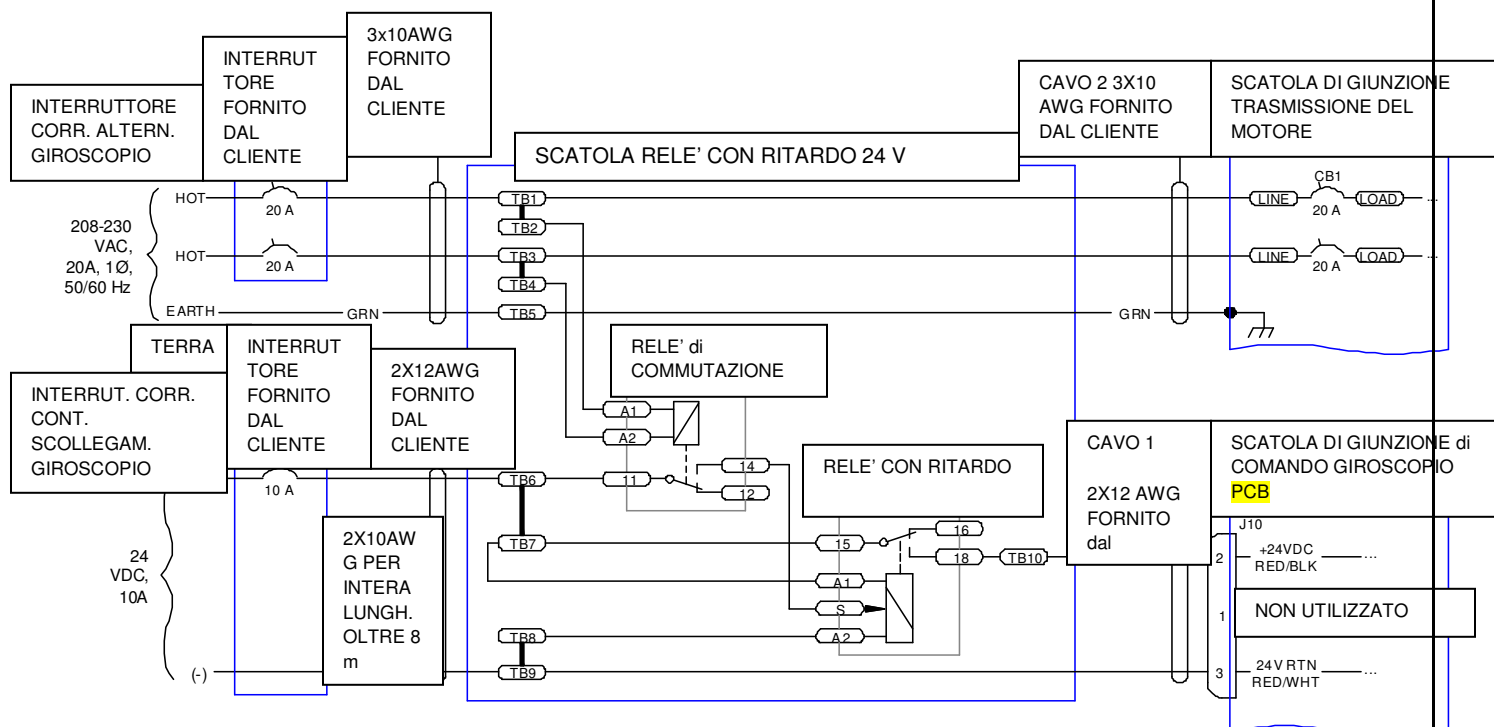 3x10AWG
FORNITO
DAL
CLIENTE
INTERRUT
TORE
FORNITO
DAL
CLIENTE
INTERRUTTORE
CORR. ALTERN.
GIROSCOPIO
SCATOLA RELE' CON RITARDO 24 V
CAVO 2 3X10
AWG FORNITO
DAL CLIENTE
SCATOLA DI GIUNZIONE
TRASMISSIONE DEL
MOTORE
208-230
VAC,
20A, 1Ø,
50/60 Hz
HOT
20 A
TB1
TB2
CB1
LINE
20 A
LOAD
...
HOT
20 A
TB3
TB4
LINE
20 A
LOAD
...
EARTH
GRN
TB5
GRN
TERRA
INTERRUT
TORE
FORNITO
DAL
CLIENTE
2X12AWG
FORNITO
DAL
CLIENTE
INTERRUT. CORR.
CONT.
SCOLLEGAM.
GIROSCOPIO
RELE' di
COMMUTAZIONE
A1
A2
14
11
12
10 A
TB6
TB7
RELE' CON RITARDO
16
15
18
TB10
A1
S
A2
CAVO 1
2X12 AWG
FORNITO
dal
SCATOLA DI GIUNZIONE di
COMANDO GIROSCOPIO
PCB
J10
2
+24VDC
RED/BLK
...
1
NON UTILIZZATO
3
24V RTN
RED/WHT
...
24
VDC,
10A
(-)
2X10AW
G PER
INTERA
LUNGH.
OLTRE 8
m
TB8
TB9